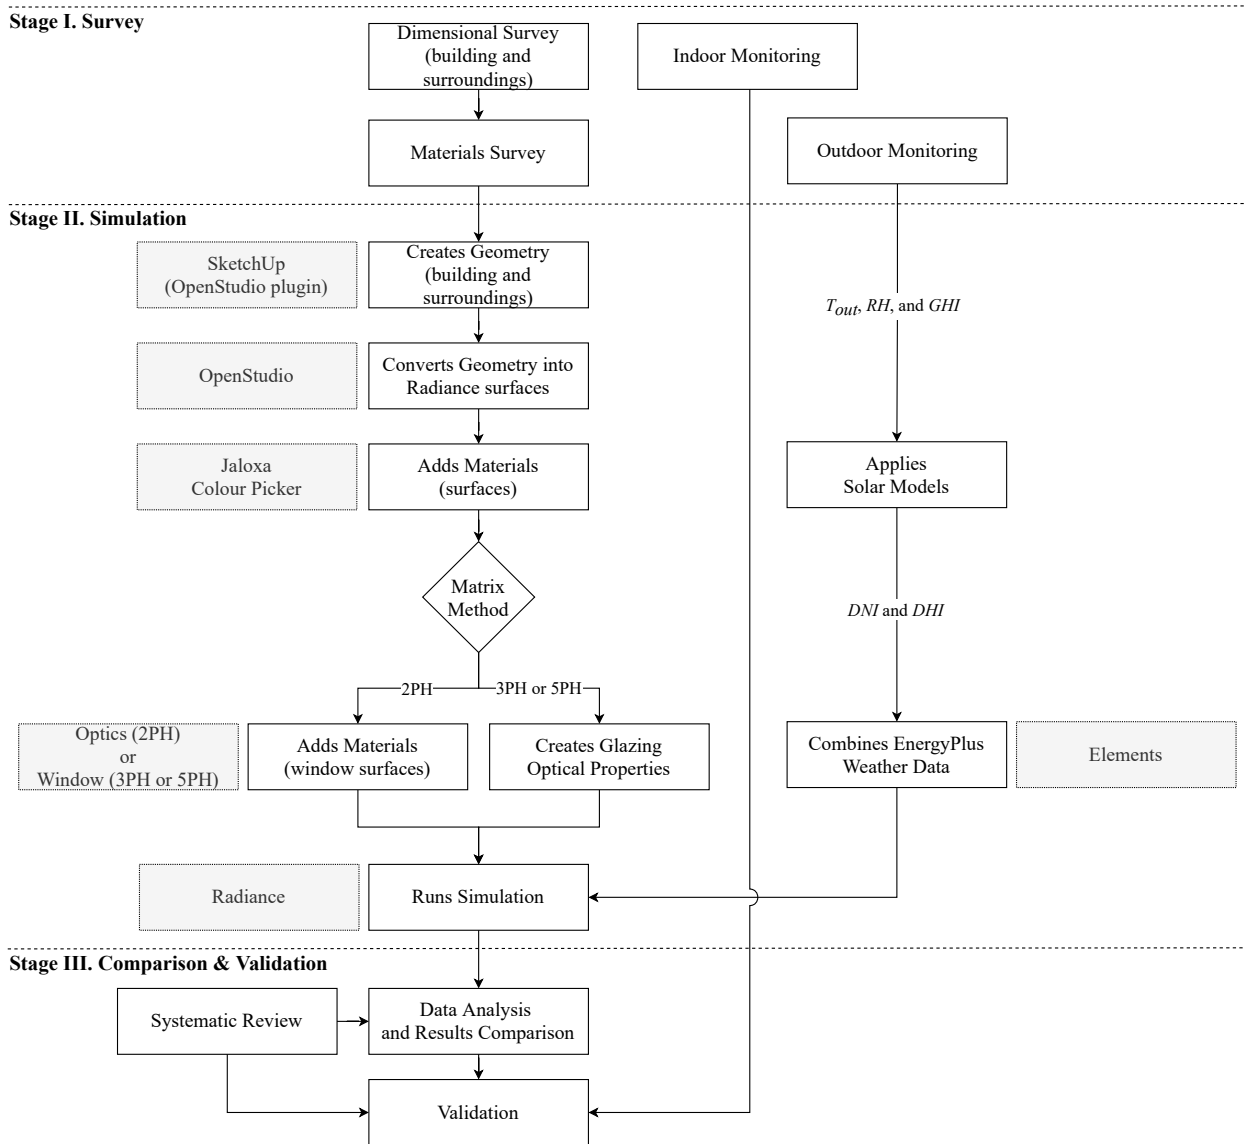 Stage I. Survey
Dimensional Survey
(building and
surroundings)
Indoor Monitoring
Materials Survey
Outdoor Monitoring
Stage II. Simulation
SketchUp
(OpenStudio plugin)
Creates Geometry
(building and
surroundings)
T_out, RH, and GHI
OpenStudio
Converts Geometry into
Radiance surfaces
Jaloxa
Colour Picker
Adds Materials
(surfaces)
Applies
Solar Models
Matrix
Method
DNI and DHI
2PH
3PH or 5PH
Optics (2PH)
or
Window (3PH or 5PH)
Adds Materials
(window surfaces)
Creates Glazing
Optical Properties
Combines EnergyPlus
Weather Data
Elements
Radiance
Runs Simulation
Stage III. Comparison & Validation
Systematic Review
Data Analysis
and Results Comparison
Validation